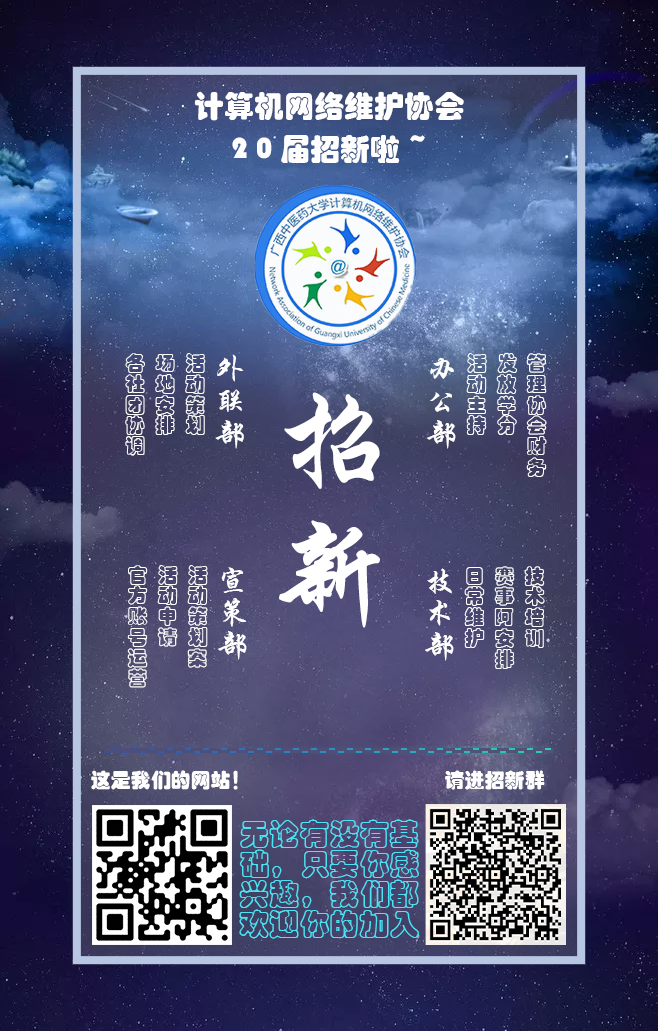 计算机网络维护协会
20届招新啦~
广西中医药大学计算机网络维护协会
@
Network Association of Guangxi University of Chinese Medicine
招新
外联部
活动策划
场地安排
各社团协调
办公部
管理协会财务
发放学分
活动主持
宣策部
活动策划案
活动申请
官方账号运营
技术部
技术培训
赛事阿安排
日常维护
这是我们的网站!
请进招新群
无论有没有基
础，只要你感
兴趣，我们都
欢迎你的加入